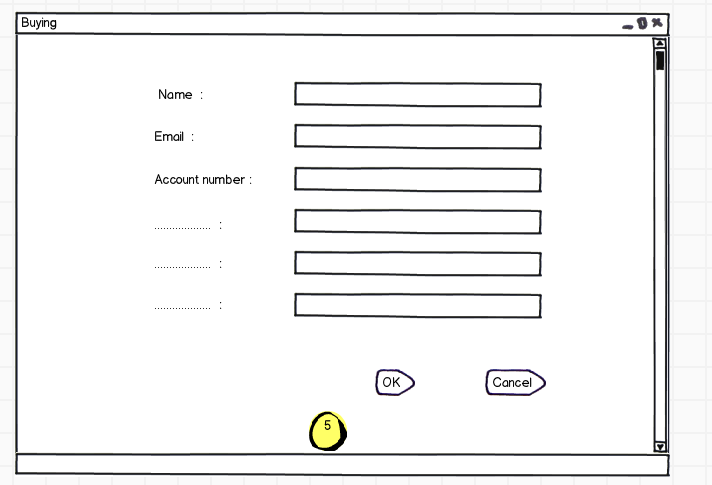 Buying
Name :
Email :
Account number :
................... :
................... :
................... :
OK Cancel
5